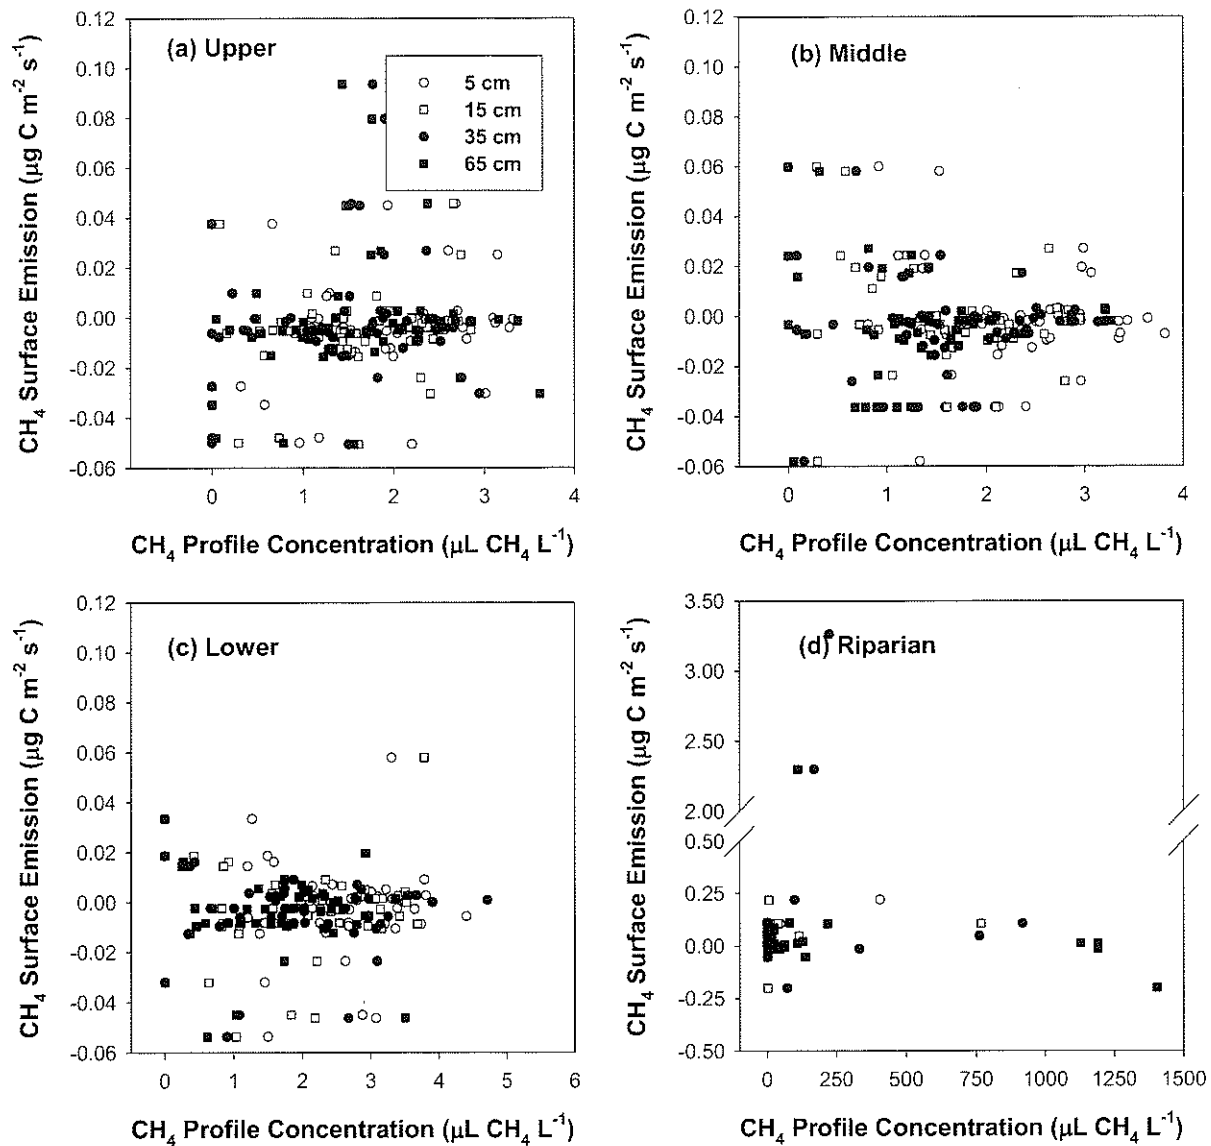 (a) Upper
5 cm
15 cm
35 cm
65 cm
CH₄ Surface Emission (μg C m⁻² s⁻¹)
0.12
0.10
0.08
0.06
0.04
0.02
0.00
-0.02
-0.04
-0.06
0 1 2 3 4
CH₄ Profile Concentration (μL CH₄ L⁻¹)
(b) Middle
CH₄ Surface Emission (μg C m⁻² s⁻¹)
0.12
0.10
0.08
0.06
0.04
0.02
0.00
-0.02
-0.04
-0.06
0 1 2 3 4
CH₄ Profile Concentration (μL CH₄ L⁻¹)
(c) Lower
CH₄ Surface Emission (μg C m⁻² s⁻¹)
0.12
0.10
0.08
0.06
0.04
0.02
0.00
-0.02
-0.04
-0.06
0 1 2 3 4 5 6
CH₄ Profile Concentration (μL CH₄ L⁻¹)
(d) Riparian
CH₄ Surface Emission (μg C m⁻² s⁻¹)
3.50
3.00
2.50
2.00
0.50
0.25
0.00
-0.25
-0.50
0 250 500 750 1000 1250 1500
CH₄ Profile Concentration (μL CH₄ L⁻¹)